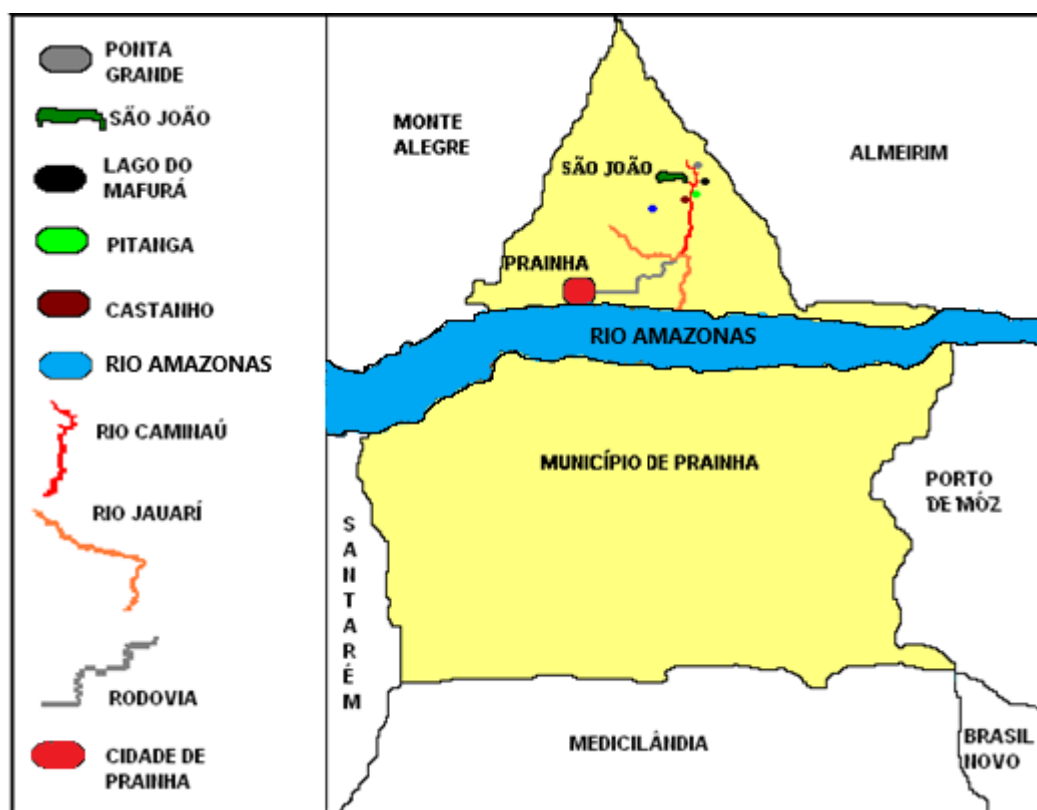 PONTA
GRANDE
SÃO JOÃO
LAGO DO
MAFURÁ
PITANGA
CASTANHO
RIO AMAZONAS
RIO CAMINAÚ
RIO JAUARÍ
RODOVIA
CIDADE DE
PRAINHA
MONTE
ALEGRE
ALMEIRIM
SÃO JOÃO
PRAINHA
RIO AMAZONAS
MUNICÍPIO DE PRAINHA
PORTO
DE MÓZ
SANTARÉM
MEDICILÂNDIA
BRASIL
NOVO